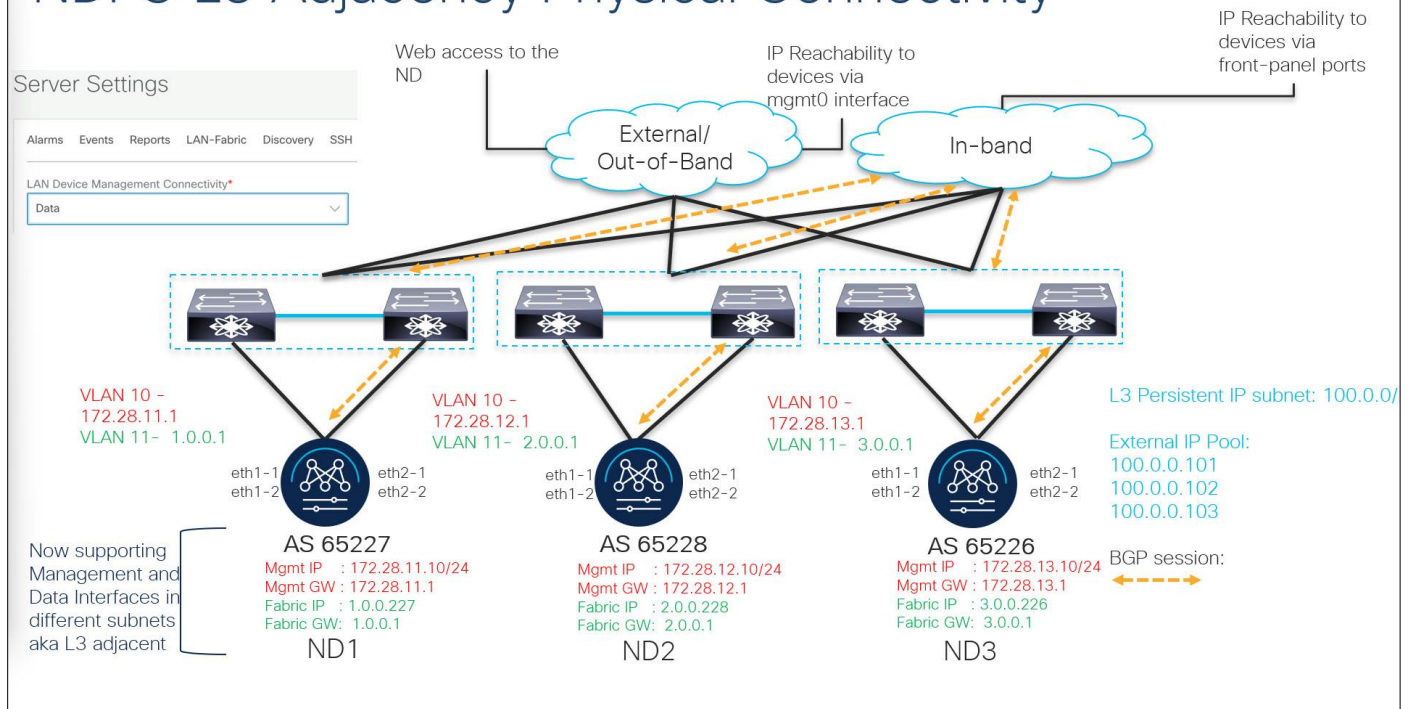 NDFC L3 Adjacency Physical Connectivity
IP Reachability to
devices via
front-panel ports
Web access to the
ND
IP Reachability to
devices via
mgmt0 interface
Server Settings
Alarms Events Reports LAN-Fabric Discovery SSH
LAN Device Management Connectivity*
Data
External/
Out-of-Band
In-band
VLAN 10 -
172.28.11.1
VLAN 11- 1.0.0.1
VLAN 10 -
172.28.12.1
VLAN 11- 2.0.0.1
VLAN 10 -
172.28.13.1
VLAN 11- 3.0.0.1
L3 Persistent IP subnet: 100.0.0/
External IP Pool:
100.0.0.101
100.0.0.102
100.0.0.103
BGP session:
eth1-1
eth1-2
eth2-1
eth2-2
eth1-1
eth1-2
eth2-1
eth2-2
eth1-1
eth1-2
eth2-1
eth2-2
Now supporting
Management and
Data Interfaces in
different subnets
aka L3 adjacent
AS 65227
Mgmt IP : 172.28.11.10/24
Mgmt GW : 172.28.11.1
Fabric IP : 1.0.0.227
Fabric GW: 1.0.0.1
ND1
AS 65228
Mgmt IP : 172.28.12.10/24
Mgmt GW : 172.28.12.1
Fabric IP : 2.0.0.228
Fabric GW: 2.0.0.1
ND2
AS 65226
Mgmt IP : 172.28.13.10/24
Mgmt GW : 172.28.13.1
Fabric IP : 3.0.0.226
Fabric GW: 3.0.0.1
ND3